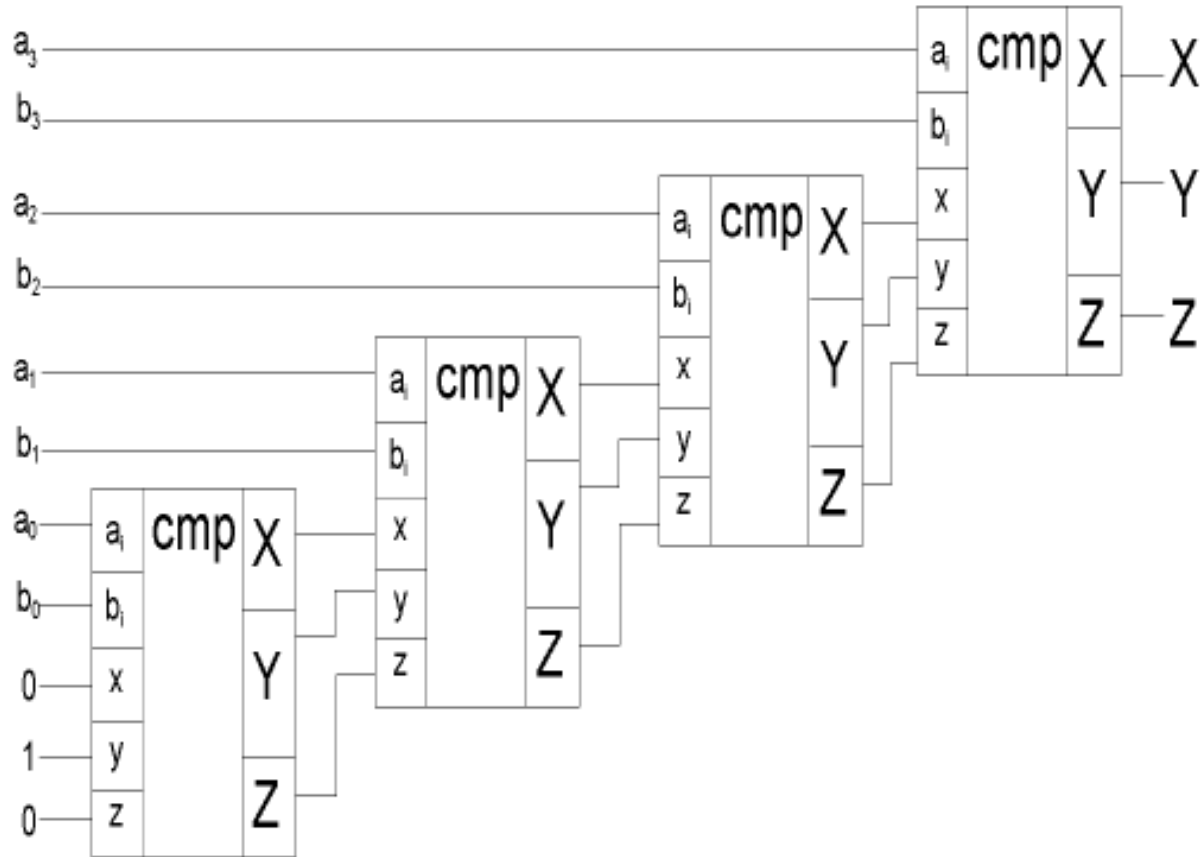 a₃
b₃
aᵢ cmp X X
bᵢ
x Y Y
y
z Z Z
a₂
b₂
aᵢ cmp X
bᵢ
x Y
y
z Z
a₁
b₁
aᵢ cmp X
bᵢ
x Y
y
z Z
a₀ aᵢ cmp X
b₀ bᵢ
0 x Y
1 y
0 z Z